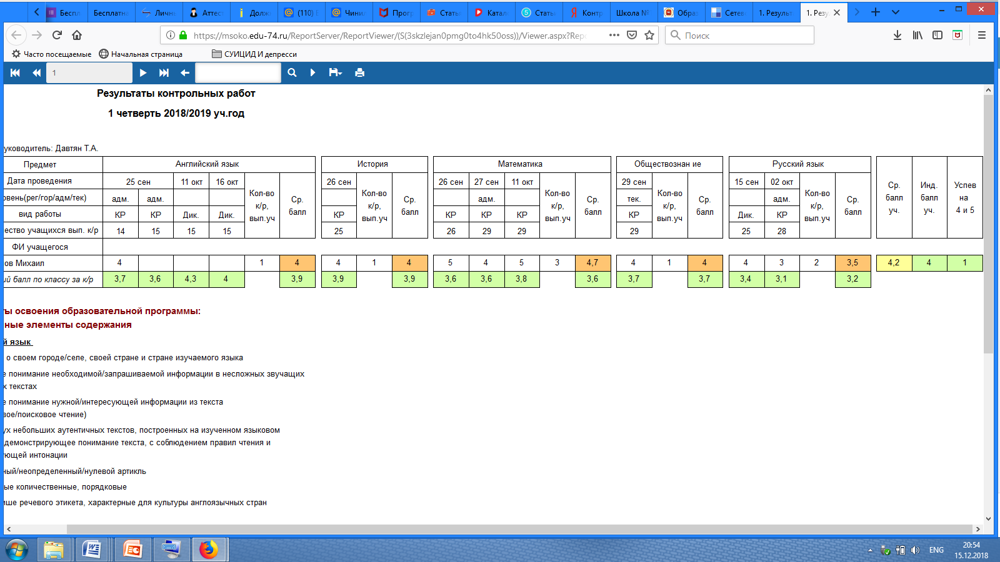 Беспл
Бесплатна
Личн
Аттест
Долж
(110) В
Чини
Прогр
Стать
Катал
Стать
Контр
Школа №
Образ
Сетев
1. Результ
1. Резу
https://msoko.edu-74.ru/ReportServer/ReportViewer/(S(3skzlejan0pmg0to4hk50oss))/Viewer.aspx?Rep
Поиск
Часто посещаемые
Начальная страница
СУИЦИД И депресси
1
Результаты контрольных работ
1 четверть 2018/2019 уч.год
уководитель: Давтян Т.А.
Предмет Английский язык История Математика Обществознан ие Русский язык
Дата проведения 25 сен 11 окт 16 окт Кол-во к/р, вып.уч Ср. балл 26 сен Кол-во к/р, вып.уч Ср. балл 26 сен 27 сен 11 окт Кол-во к/р, вып.уч Ср. балл 29 сен Кол-во к/р, вып.уч Ср. балл 15 сен 02 окт Кол-во к/р, вып.уч Ср. балл Ср. балл уч. Инд. балл уч. Успев на 4 и 5
овень(рег/гор/адм/тек) адм. адм. адм. тек. адм.
вид работы КР КР Дик. Дик. КР КР КР КР КР Дик. КР
ество учащихся вып. к/р 14 15 15 15 25 26 29 29 29 25 28
ФИ учащегося
ов Михаил 4 1 4 4 1 4 5 4 5 3 4,7 4 1 4 4 3 2 3,5 4,2 4 1
ий балл по классу за к/р 3,7 3,6 4,3 4 3,9 3,9 3,9 3,6 3,6 3,8 3,6 3,7 3,7 3,4 3,1 3,2
ты освоения образовательной программы:
ные элементы содержания
й язык
о своем городе/селе, своей стране и стране изучаемого языка
е понимание необходимой/запрашиваемой информации в несложных звучащих
х текстах
е понимание нужной/интересующей информации из текста
вое/поисковое чтение)
ух небольших аутентичных текстов, построенных на изученном языковом
демонстрирующее понимание текста, с соблюдением правил чтения и
ующей интонации
ный/неопределенный/нулевой артикль
ые количественные, порядковые
ише речевого этикета, характерные для культуры англоязычных стран
ENG
20:54
15.12.2018